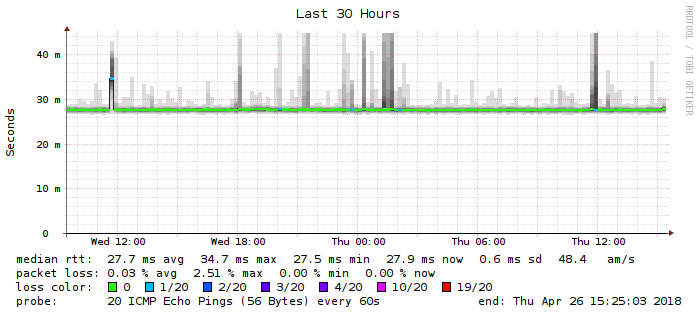 Last 30 Hours
RRDTOOL / TOBI OETIKER
Seconds
40 m
30 m
20 m
10 m
0
Wed 12:00 Wed 18:00 Thu 00:00 Thu 06:00 Thu 12:00
median rtt: 27.7 ms avg 34.7 ms max 27.5 ms min 27.9 ms now 0.6 ms sd 48.4 am/s
packet loss: 0.03 % avg 2.51 % max 0.00 % min 0.00 % now
loss color: 0 1/20 2/20 3/20 4/20 10/20 19/20
probe: 20 ICMP Echo Pings (56 Bytes) every 60s end: Thu Apr 26 15:25:03 2018